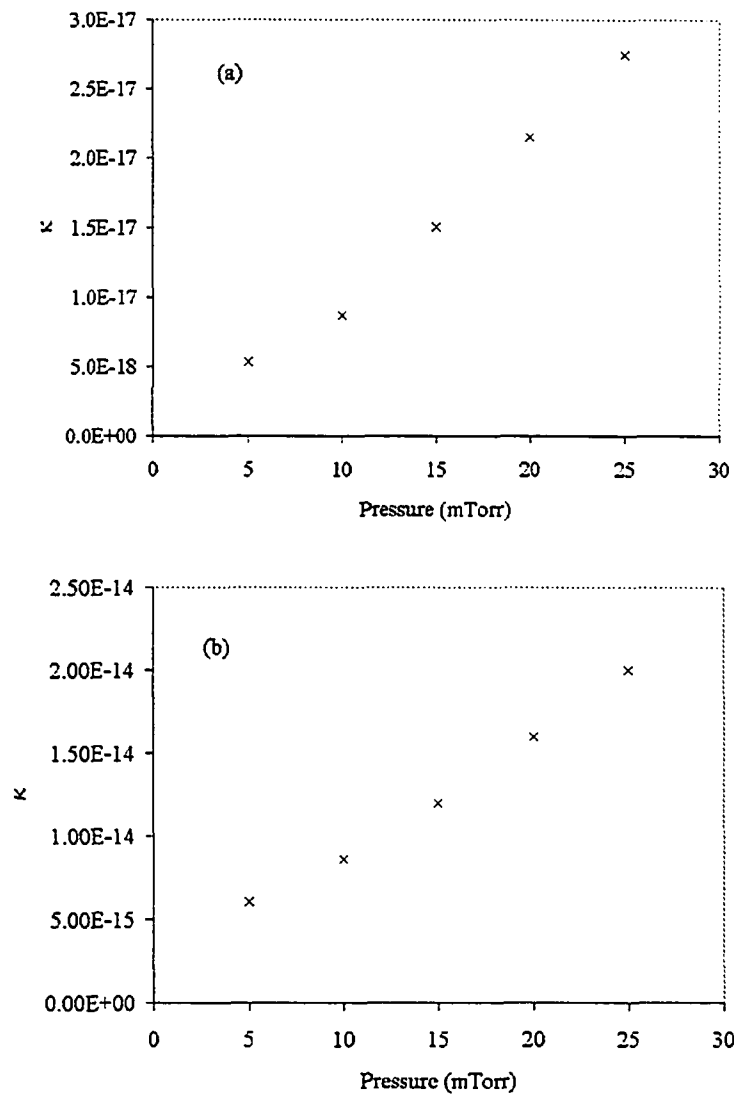 3.0E-17
(a)
2.5E-17
2.0E-17
κ
1.5E-17
1.0E-17
5.0E-18
0.0E+00
0 5 10 15 20 25 30
Pressure (mTorr)
2.50E-14
(b)
2.00E-14
1.50E-14
κ
1.00E-14
5.00E-15
0.00E+00
0 5 10 15 20 25 30
Pressure (mTorr)